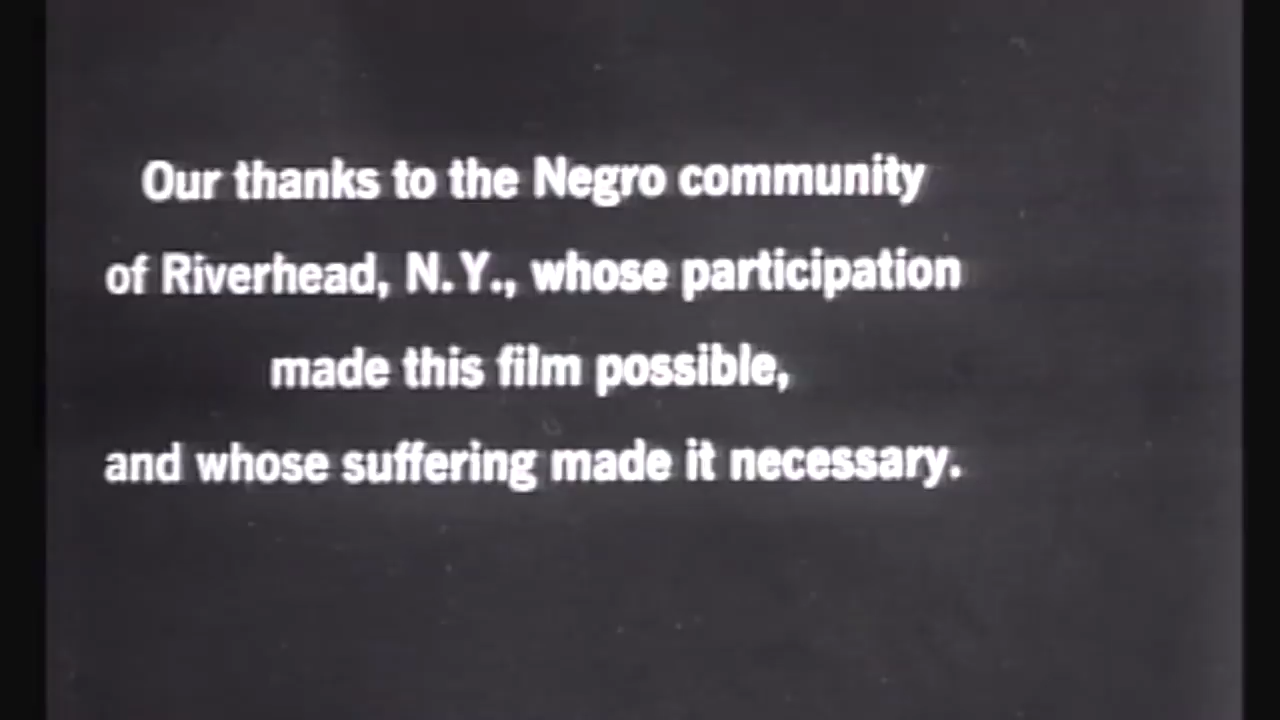 Our thanks to the Negro community
of Riverhead, N.Y., whose participation
made this film possible,
and whose suffering made it necessary.